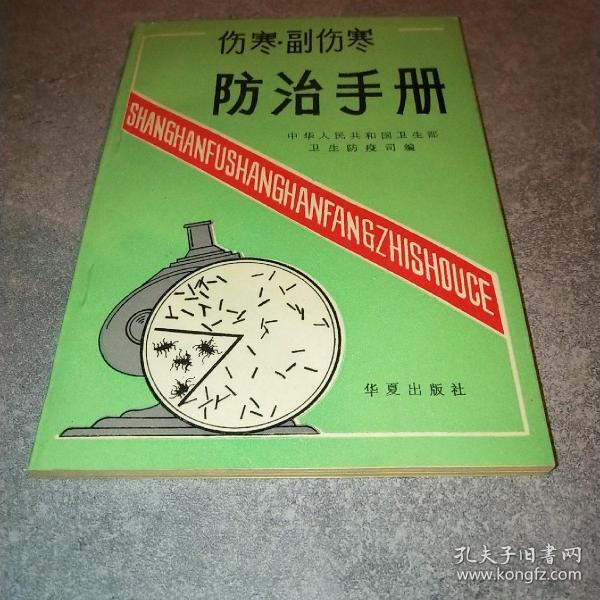 伤寒·副伤寒
防治手册
中华人民共和国卫生部
卫生防疫司编
SHANGHANFUSHANGHANFANGZHISHOUCE
华夏出版社
孔夫子旧书网
www.kongfz.com